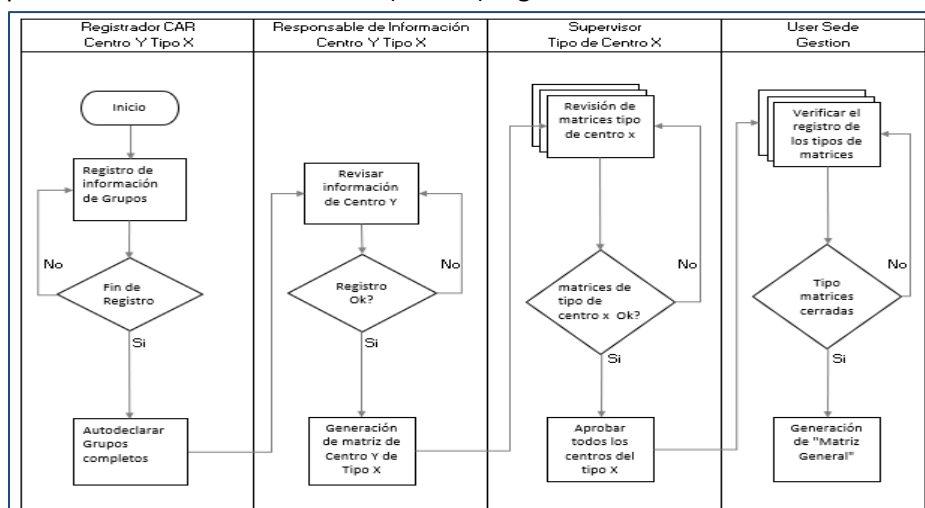 Registrador CAR
Centro Y Tipo X
Responsable de Información
Centro Y Tipo X
Supervisor
Tipo de Centro X
User Sede
Gestion
Inicio
Registro de
información
de Grupos
No
Fin de
Registro
Si
Autodeclarar
Grupos
completos
Revisar
información
de Centro Y
No
Registro
Ok?
Si
Generación
de matriz de
Centro Y de
Tipo X
Revisión de
matrices tipo
de centro x
No
matrices de
tipo de
centro x Ok?
Si
Aprobar
todos los
centros del
tipo X
Verificar el
registro de
los tipos de
matrices
No
Tipo
matrices
cerradas
Si
Generación
de "Matriz
General"